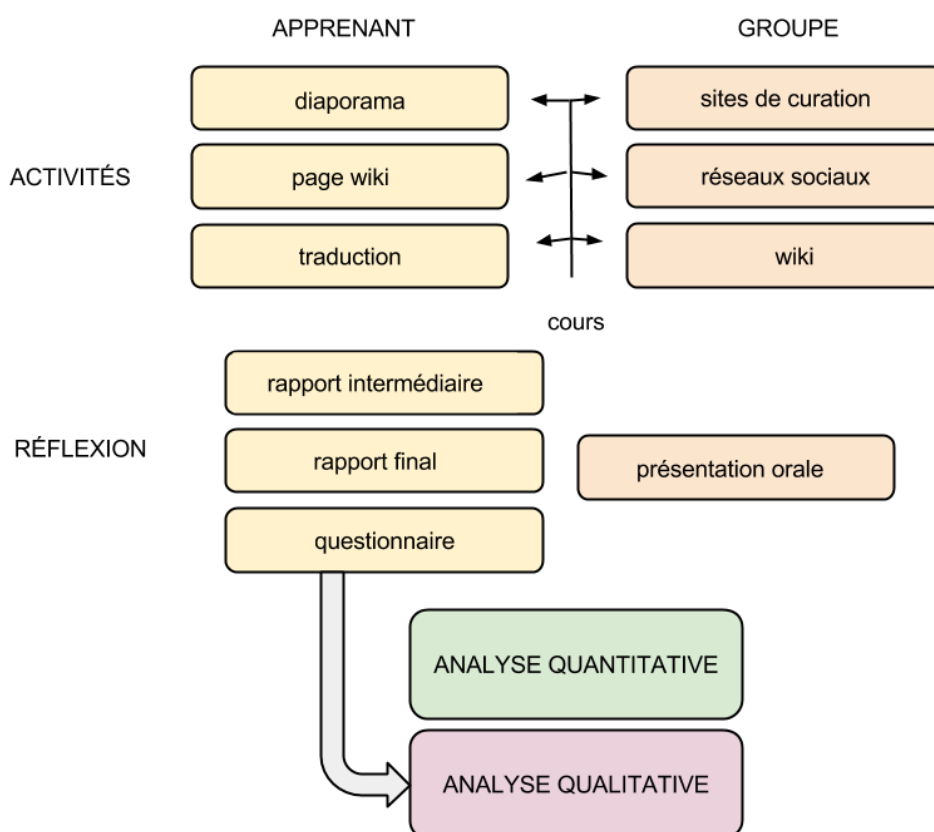 APPRENANT
GROUPE
diaporama
sites de curation
ACTIVITÉS
page wiki
réseaux sociaux
traduction
wiki
cours
rapport intermédiaire
RÉFLEXION
rapport final
présentation orale
questionnaire
ANALYSE QUANTITATIVE
ANALYSE QUALITATIVE